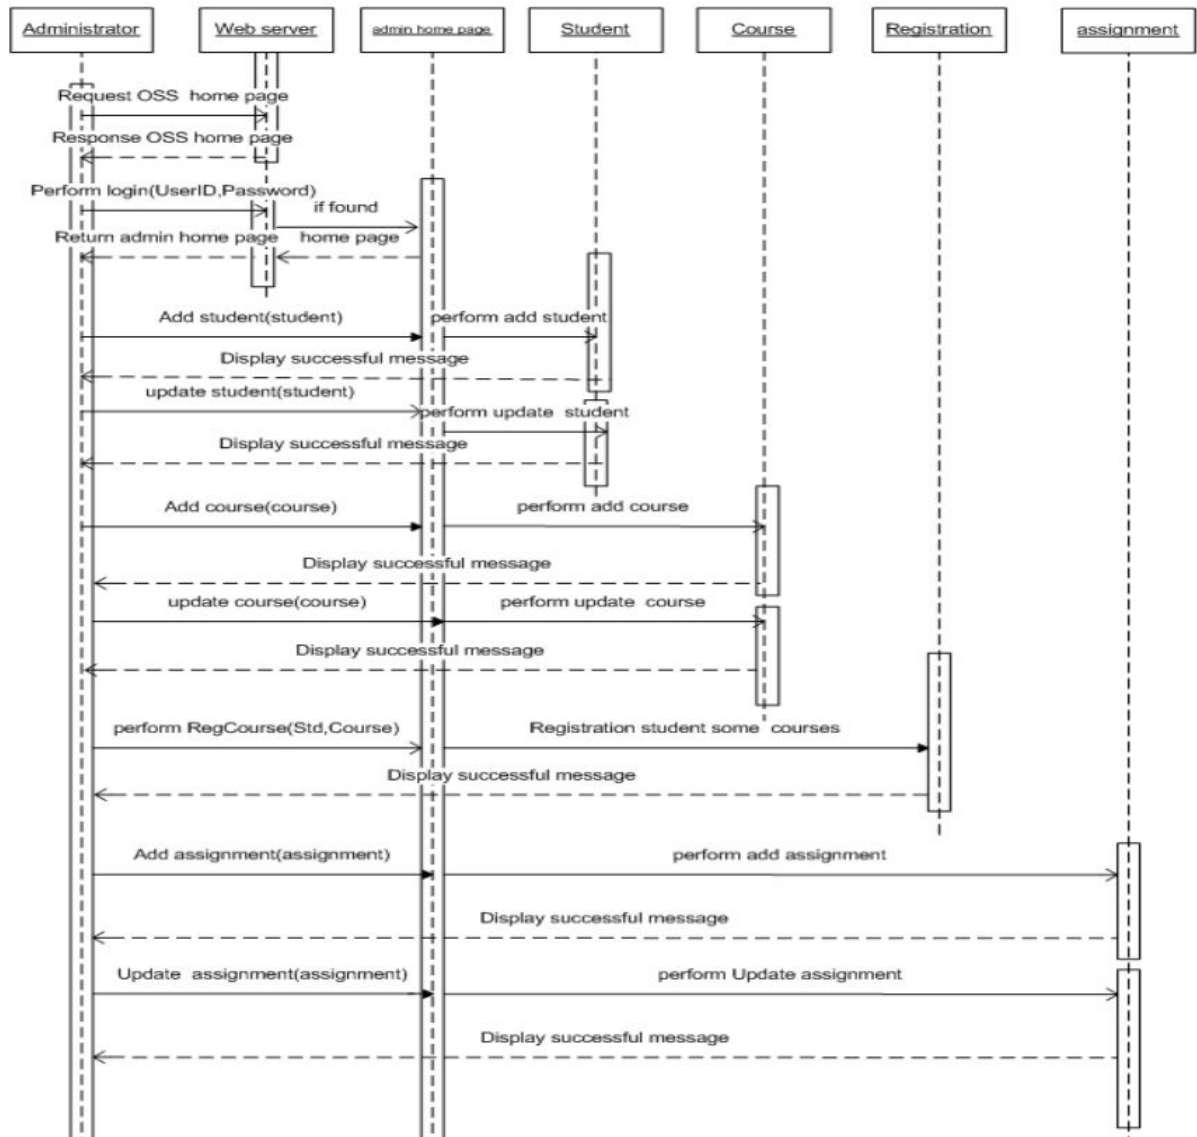 Administrator
Web server
admin home page
Student
Course
Registration
assignment
Request OSS home page
Response OSS home page
Perform login(UserID,Password)
if found
Return admin home page
home page
Add student(student)
perform add student
Display successful message
update student(student)
perform update student
Display successful message
Add course(course)
perform add course
Display successful message
update course(course)
perform update course
Display successful message
perform RegCourse(Std,Course)
Registration student some courses
Display successful message
Add assignment(assignment)
perform add assignment
Display successful message
Update assignment(assignment)
perform Update assignment
Display successful message